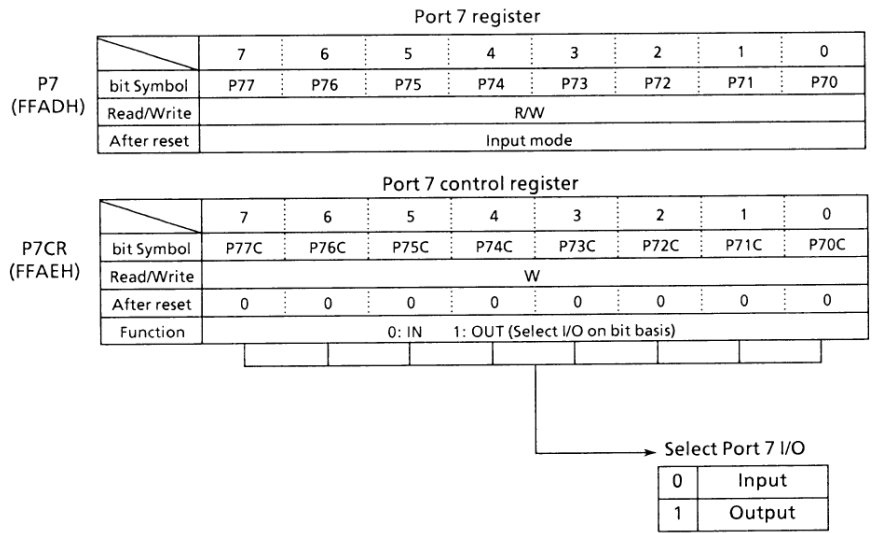 Port 7 register
7 6 5 4 3 2 1 0
P7
(FFADH)
bit Symbol P77 P76 P75 P74 P73 P72 P71 P70
Read/Write R/W
After reset Input mode
Port 7 control register
7 6 5 4 3 2 1 0
P7CR
(FFAEH)
bit Symbol P77C P76C P75C P74C P73C P72C P71C P70C
Read/Write W
After reset 0 0 0 0 0 0 0 0
Function 0: IN 1: OUT (Select I/O on bit basis)
Select Port 7 I/O
0 Input
1 Output